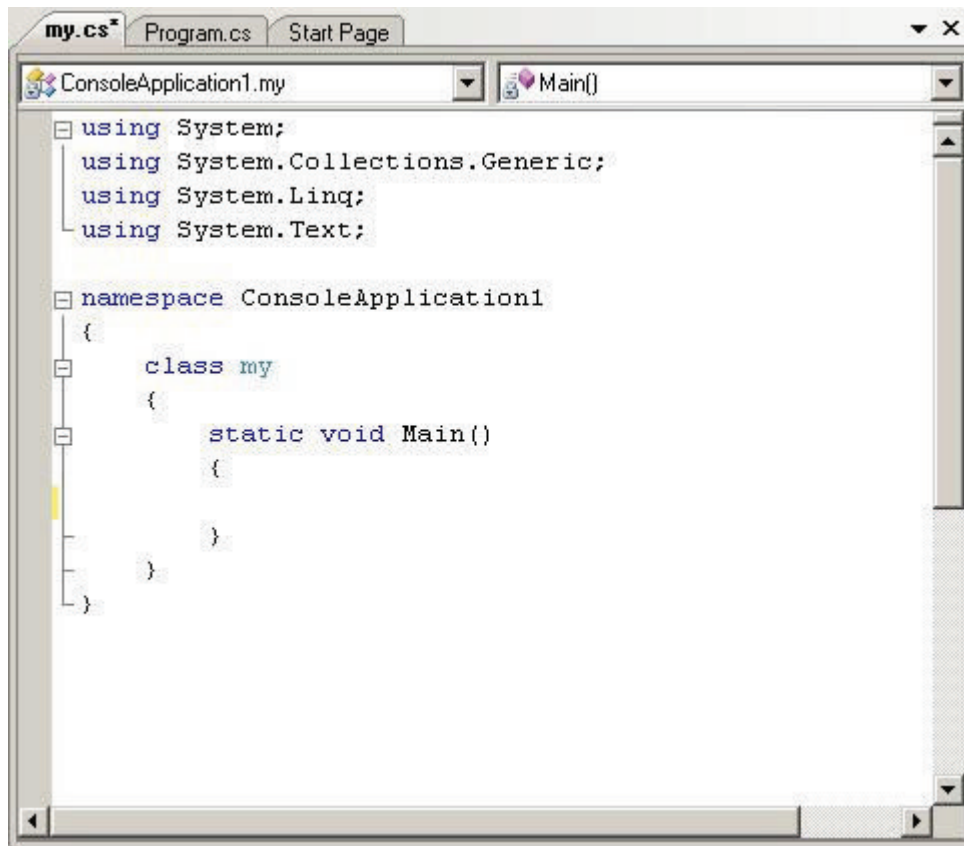 my.cs* Program.cs Start Page
ConsoleApplication1.my Main()
using System;
using System.Collections.Generic;
using System.Linq;
using System.Text;
namespace ConsoleApplication1
{
class my
{
static void Main()
{
}
}
}